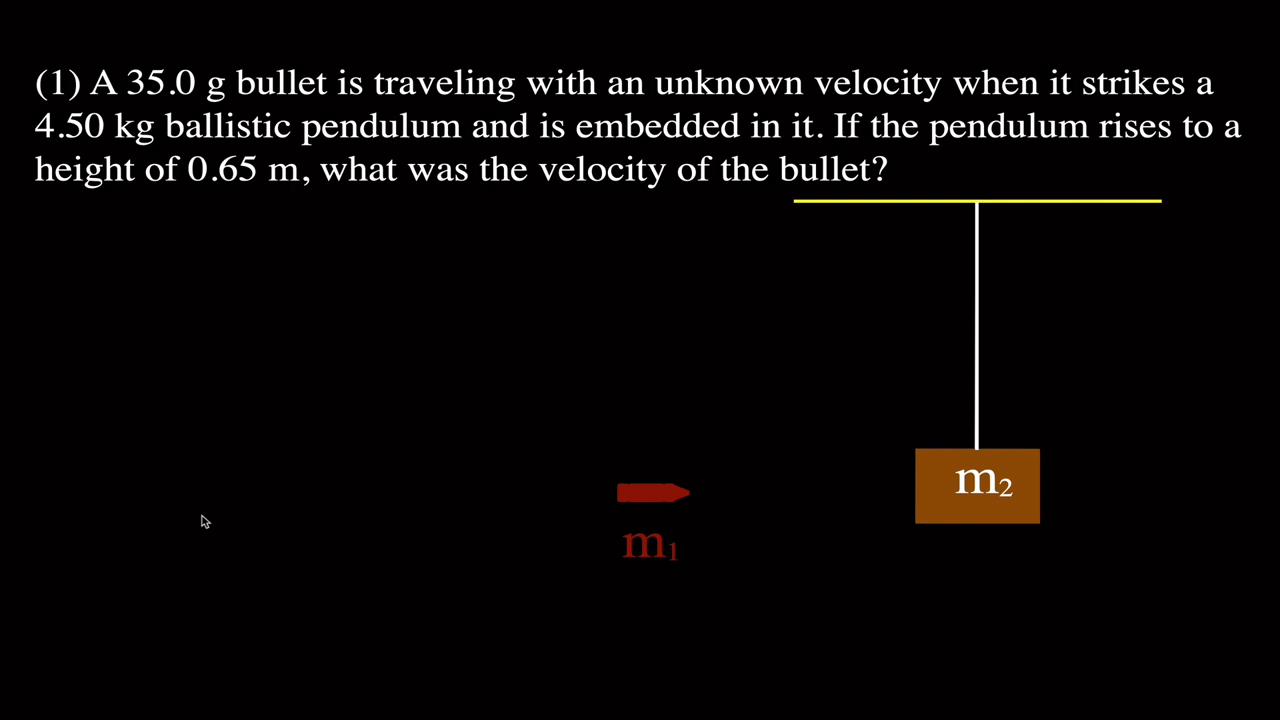 (1) A 35.0 g bullet is traveling with an unknown velocity when it strikes a
4.50 kg ballistic pendulum and is embedded in it. If the pendulum rises to a
height of 0.65 m, what was the velocity of the bullet?
m₂
m₁